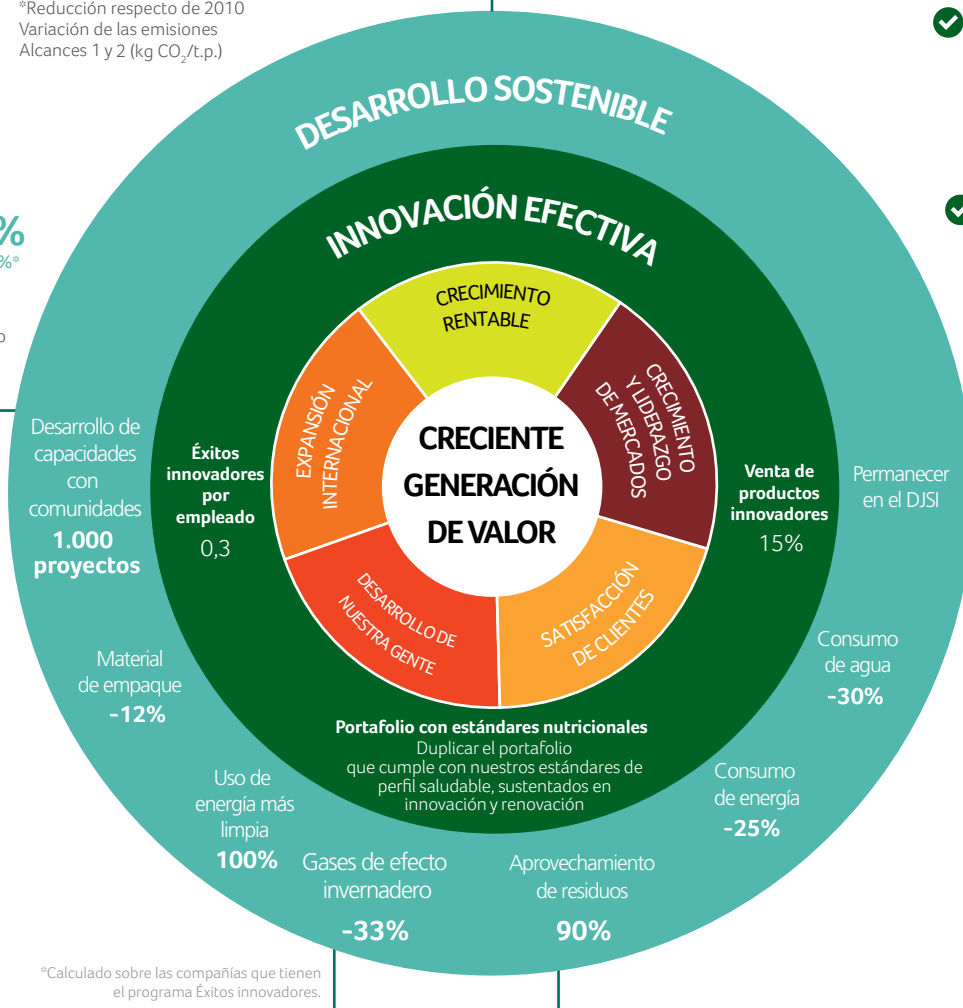 *Reducción respecto de 2010
Variación de las emisiones
Alcances 1 y 2 (kg CO₂/t.p.)
DESARROLLO SOSTENIBLE
INNOVACIÓN EFECTIVA
%
%*
CRECIMIENTO
RENTABLE
EXPANSIÓN
INTERNACIONAL
CRECIMIENTO
Y LIDERAZGO
DE MERCADOS
CRECIENTE
GENERACIÓN
DE VALOR
DESARROLLO DE
NUESTRA GENTE
SATISFACCIÓN
DE CLIENTES
Desarrollo de
capacidades
con
comunidades
1.000
proyectos
Éxitos
innovadores
por
empleado
0,3
Venta de
productos
innovadores
15%
Permanecer
en el DJSI
Material
de empaque
-12%
Consumo
de agua
-30%
Portafolio con estándares nutricionales
Duplicar el portafolio
que cumple con nuestros estándares de
perfil saludable, sustentados en
innovación y renovación
Uso de
energía más
limpia
100%
Consumo
de energía
-25%
Gases de efecto
invernadero
-33%
Aprovechamiento
de residuos
90%
*Calculado sobre las compañías que tienen
el programa Éxitos innovadores.